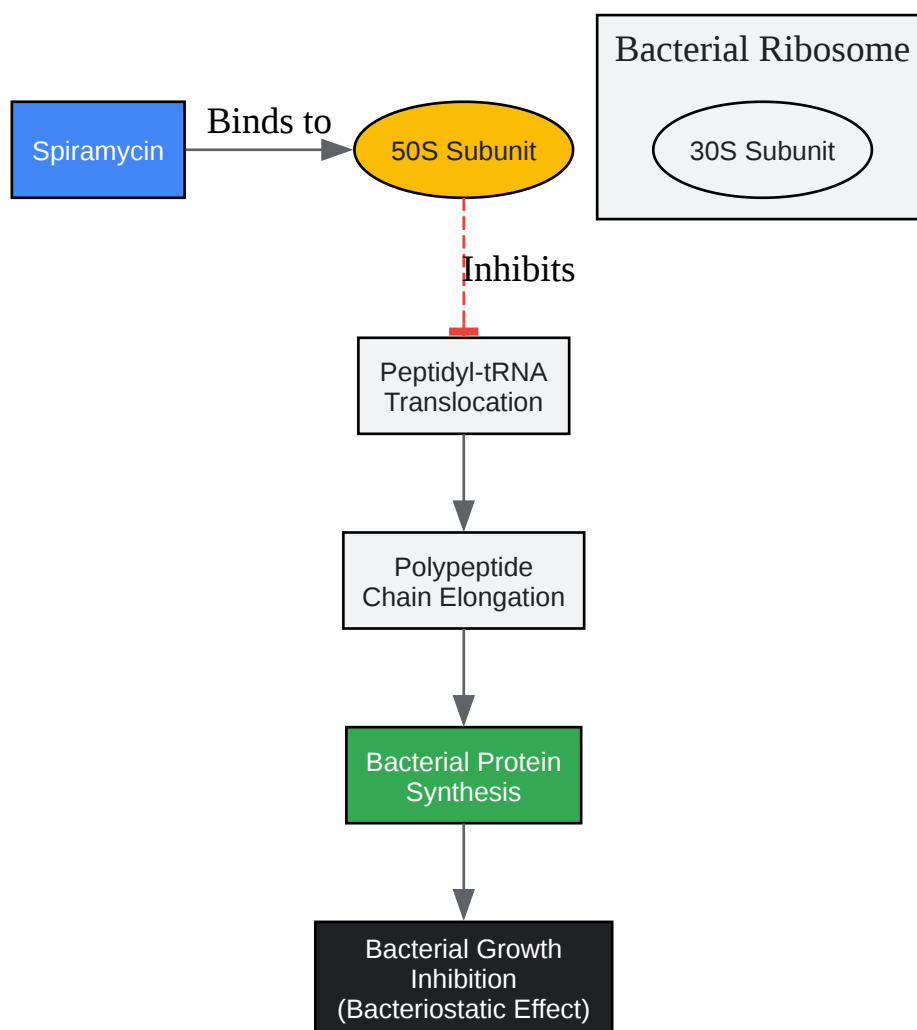 Bacterial Ribosome
Spiramycin
Binds to
50S Subunit
30S Subunit
Inhibits
Peptidyl-tRNA
Translocation
Polypeptide
Chain Elongation
Bacterial Protein
Synthesis
Bacterial Growth
Inhibition
(Bacteriostatic Effect)